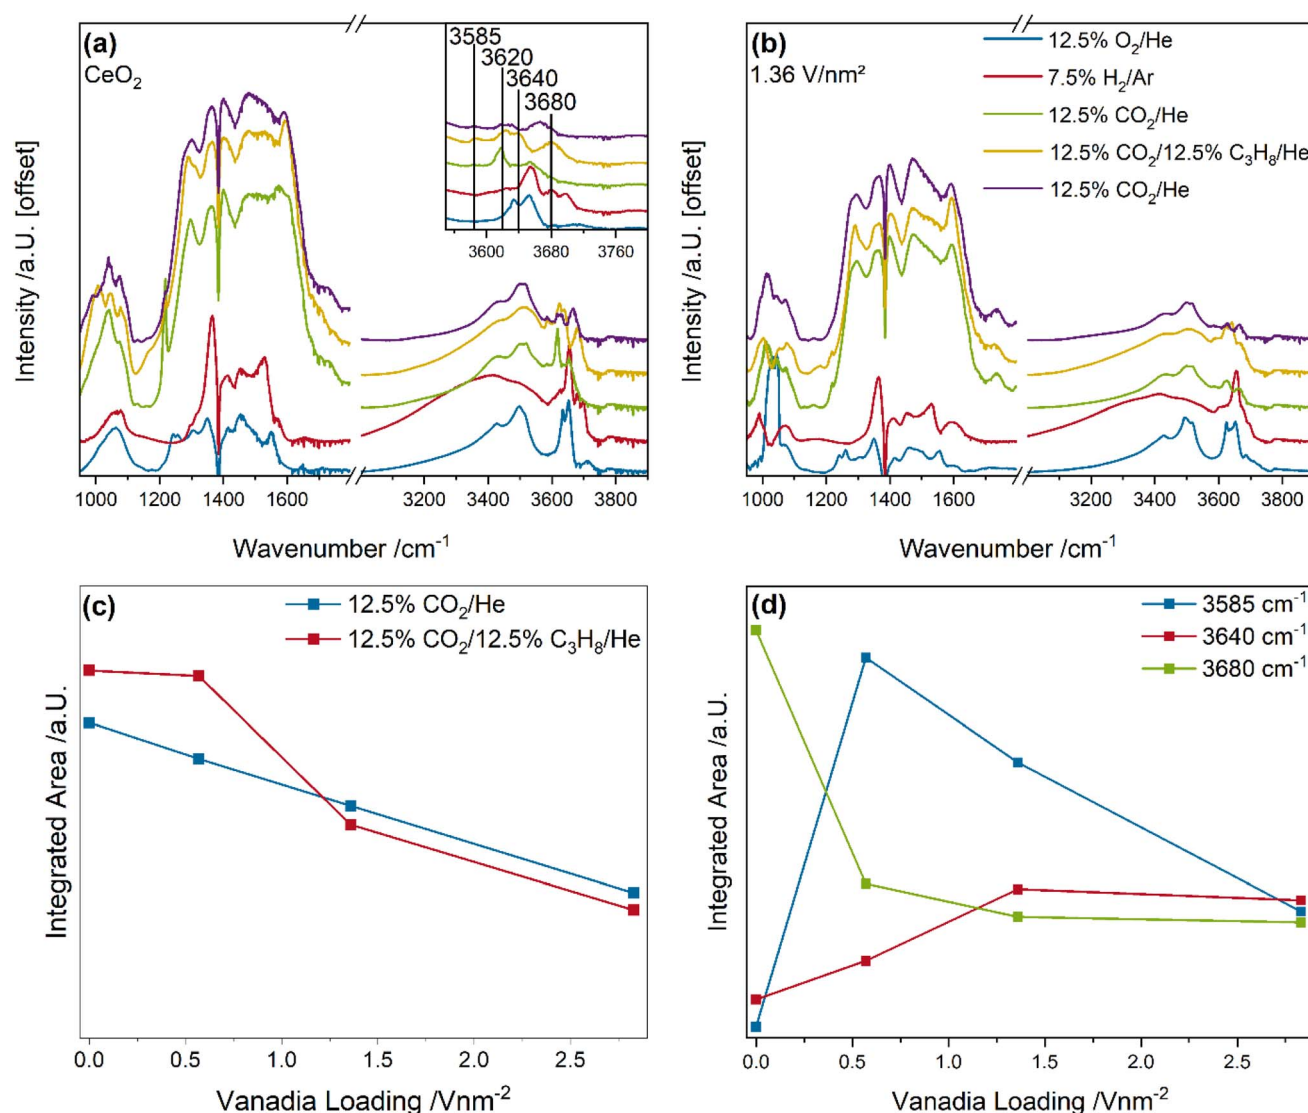 (a)
CeO₂
3585
3620
3640
3680
3600 3680 3760
Intensity /a.U. [offset]
1000 1200 1400 1600 3200 3400 3600 3800
Wavenumber /cm⁻¹
(b)
1.36 V/nm²
12.5% O₂/He
7.5% H₂/Ar
12.5% CO₂/He
12.5% CO₂/12.5% C₃H₈/He
12.5% CO₂/He
Intensity /a.U. [offset]
1000 1200 1400 1600 3200 3400 3600 3800
Wavenumber /cm⁻¹
(c)
12.5% CO₂/He
12.5% CO₂/12.5% C₃H₈/He
Integrated Area /a.U.
0.0 0.5 1.0 1.5 2.0 2.5
Vanadia Loading /Vnm⁻²
(d)
3585 cm⁻¹
3640 cm⁻¹
3680 cm⁻¹
Integrated Area /a.U.
0.0 0.5 1.0 1.5 2.0 2.5
Vanadia Loading /Vnm⁻²